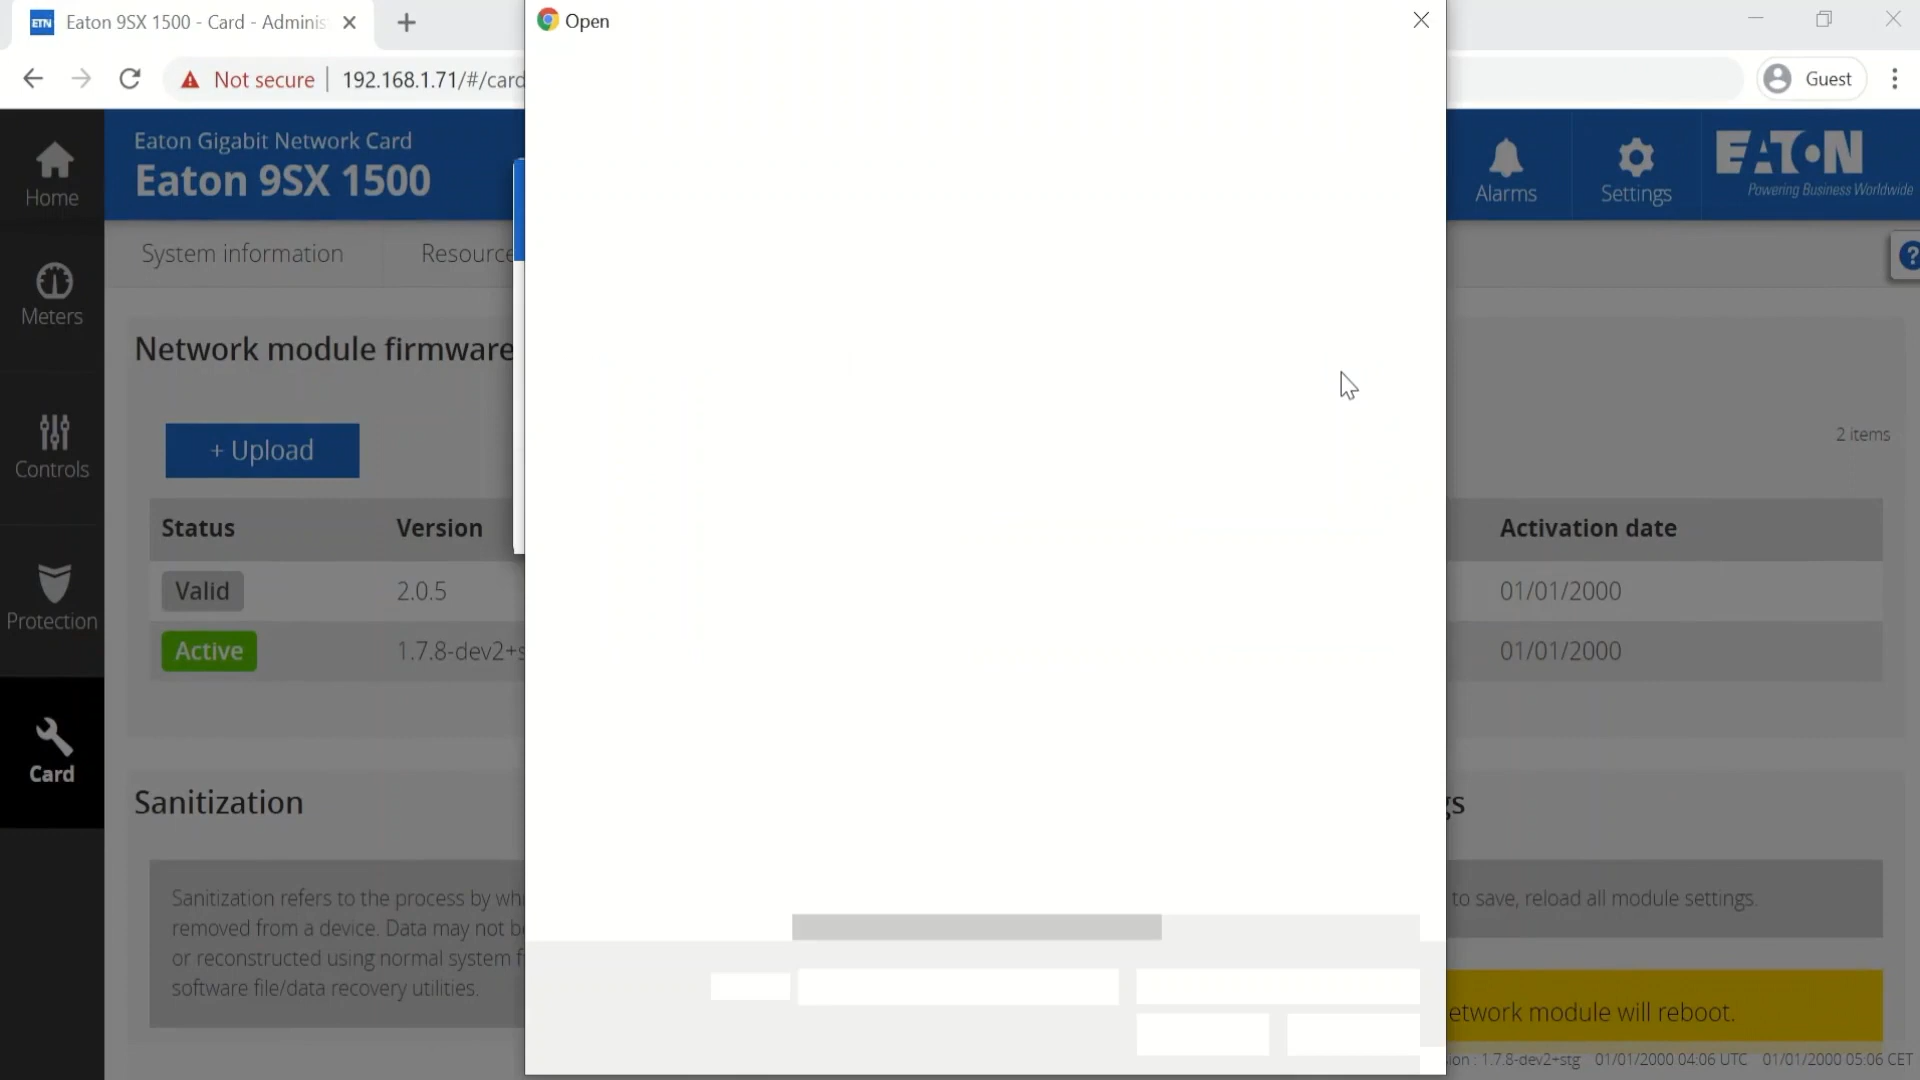 Eaton 9SX 1500 - Card - Adminis
Open
Not secure
192.168.1.71/#/card
Guest
Eaton Gigabit Network Card
Eaton 9SX 1500
Alarms
Settings
EATON
Powering Business Worldwide
Home
Meters
Controls
Protection
Card
System information
Resource
?
Network module firmware
+ Upload
2 items
Status
Version
Activation date
Valid
2.0.5
01/01/2000
Active
1.7.8-dev2+s
01/01/2000
Sanitization
gs
Sanitization refers to the process by wh
removed from a device. Data may not be
or reconstructed using normal system f
software file/data recovery utilities.
to save, reload all module settings.
etwork module will reboot.
ion : 1.7.8-dev2+stg 01/01/2000 04:06 UTC 01/01/2000 05:06 CET